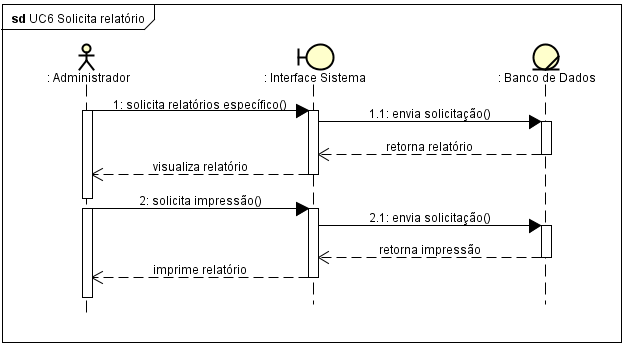 sd UC6 Solicita relatório
: Administrador
: Interface Sistema
: Banco de Dados
1: solicita relatórios específico()
1.1: envia solicitação()
retorna relatório
visualiza relatório
2: solicita impressão()
2.1: envia solicitação()
retorna impressão
imprime relatório